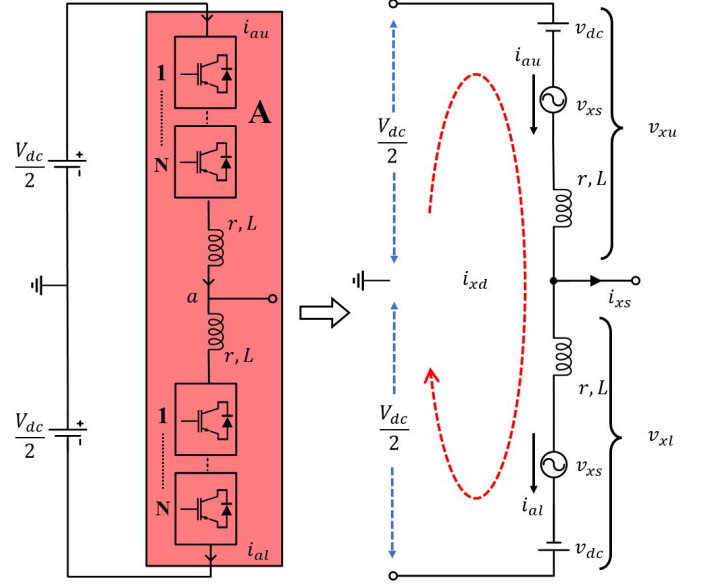 i_au
1
N
A
V_dc/2
r, L
a
r, L
V_dc/2
1
N
i_al
v_dc
i_au
v_xs
v_xu
V_dc/2
r, L
i_xd
i_xs
r, L
V_dc/2
v_xl
v_xs
i_al
v_dc